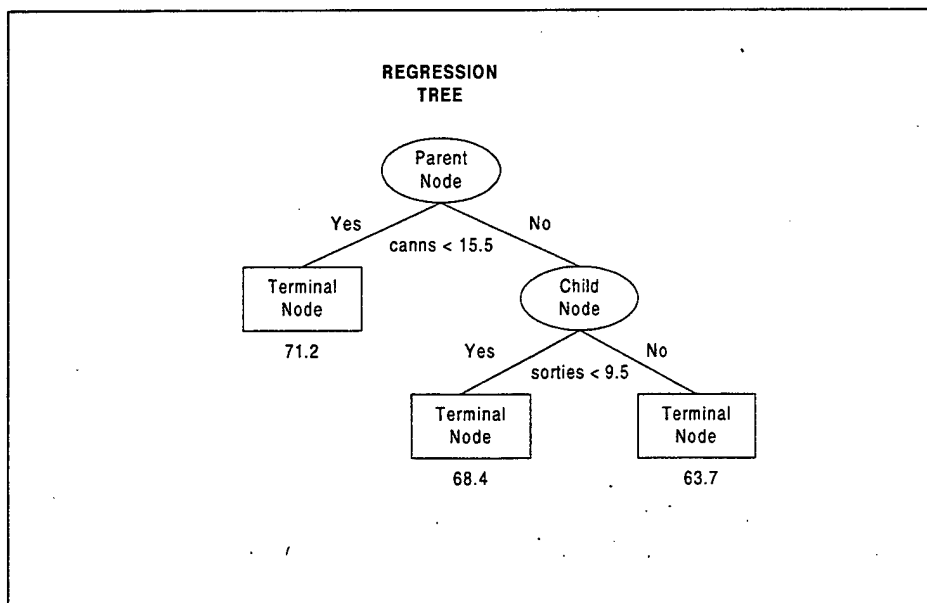 REGRESSION
TREE
Parent
Node
Yes
No
canns < 15.5
Terminal
Node
71.2
Child
Node
Yes
No
sorties < 9.5
Terminal
Node
68.4
Terminal
Node
63.7